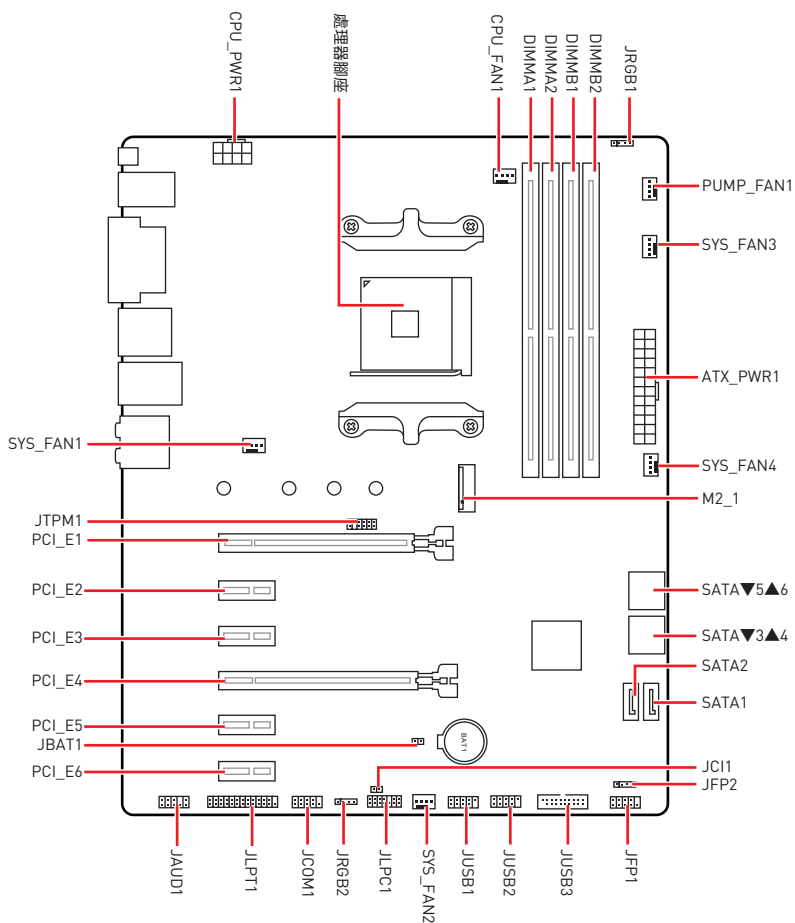 CPU_PWR1
處理器腳座
CPU_FAN1
DIMMA1
DIMMA2
DIMMB1
DIMMB2
JRGB1
PUMP_FAN1
SYS_FAN3
ATX_PWR1
SYS_FAN1
SYS_FAN4
M2_1
JTPM1
PCI_E1
PCI_E2
SATA▼5▲6
PCI_E3
SATA▼3▲4
SATA2
PCI_E4
SATA1
PCI_E5
JBAT1
BAT1
PCI_E6
JCI1
JFP2
JAUD1
JLPT1
JCOM1
JRGB2
JLPC1
SYS_FAN2
JUSB1
JUSB2
JUSB3
JFP1